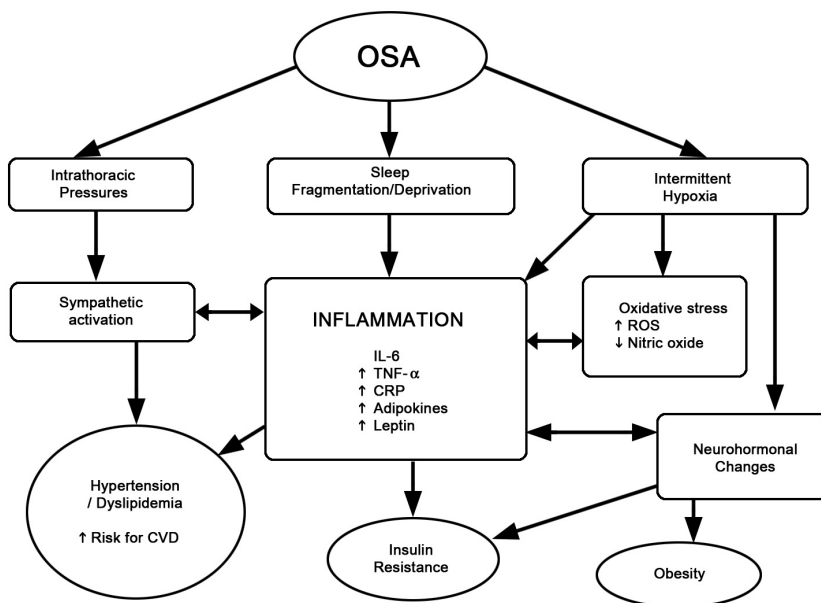 OSA
Intrathoracic
Pressures
Sleep
Fragmentation/Deprivation
Intermittent
Hypoxia
Sympathetic
activation
INFLAMMATION
IL-6
↑ TNF-α
↑ CRP
↑ Adipokines
↑ Leptin
Oxidative stress
↑ ROS
↓ Nitric oxide
Hypertension
/ Dyslipidemia
↑ Risk for CVD
Neurohormonal
Changes
Insulin
Resistance
Obesity